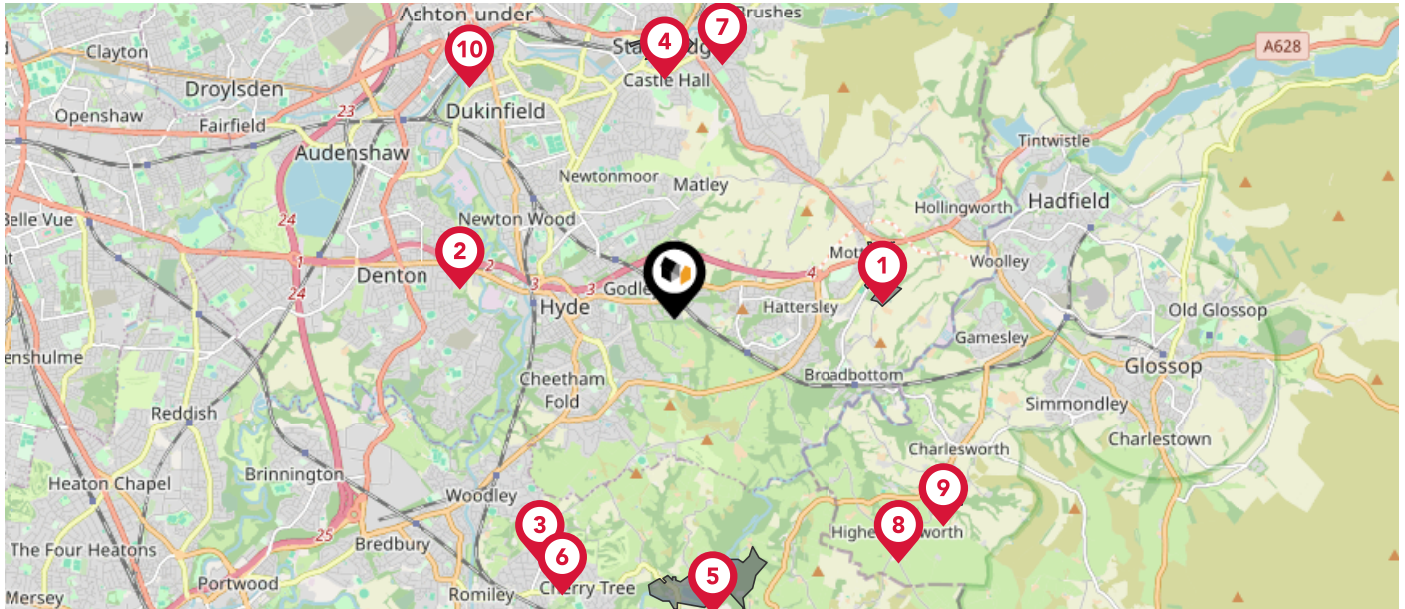 Ashton under
Brushes
7
4
10
Clayton
Castle Hall
A628
Droylsden
Openshaw
Fairfield
23
Dukinfield
Audenshaw
Tintwistle
Newtonmoor
Matley
Hadfield
Hollingworth
Belle Vue
24
Newton Wood
2
1
Denton
2
3
3
Godley
4
1
Woolley
24
Hyde
Hattersley
Old Glossop
Gamesley
Glossop
Cheetham
Fold
Broadbottom
Simmondley
Reddish
Charlestown
Charlesworth
Brinnington
Heaton Chapel
Woodley
9
3
8
25
Bredbury
6
The Four Heatons
Cherry Tree
5
Portwood
Romiley
Mersey